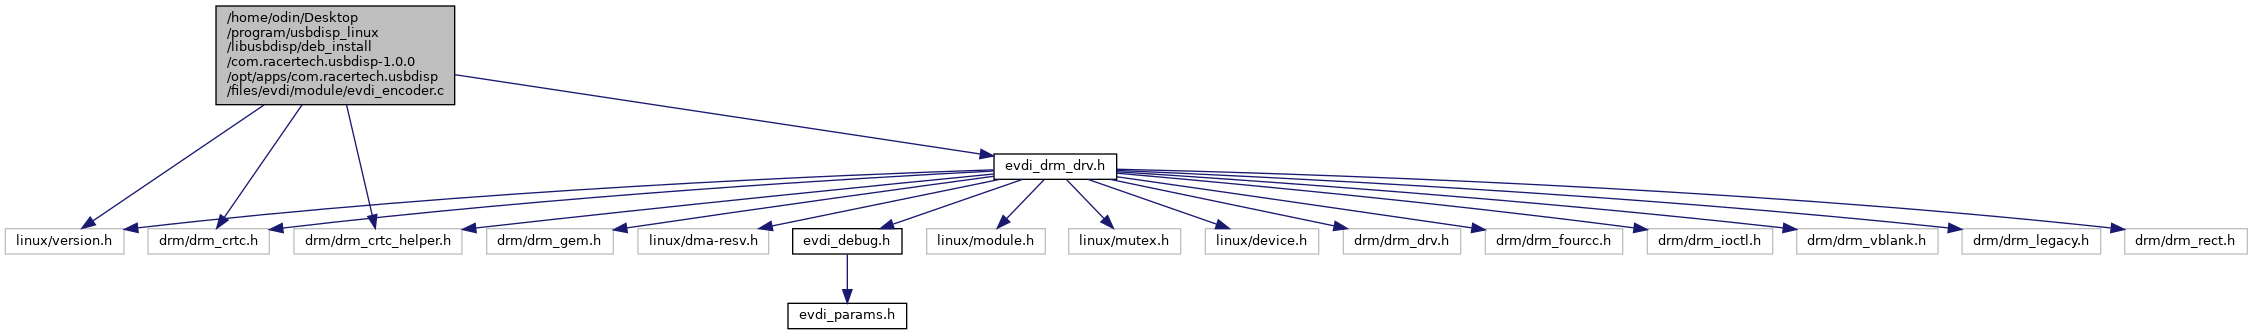 /home/odin/Desktop
/program/usbdisp_linux
/libusbdisp/deb_install
/com.racertech.usbdisp-1.0.0
/opt/apps/com.racertech.usbdisp
/files/evdi/module/evdi_encoder.c
evdi_drm_drv.h
linux/version.h
drm/drm_crtc.h
drm/drm_crtc_helper.h
drm/drm_gem.h
linux/dma-resv.h
evdi_debug.h
linux/module.h
linux/mutex.h
linux/device.h
drm/drm_drv.h
drm/drm_fourcc.h
drm/drm_ioctl.h
drm/drm_vblank.h
drm/drm_legacy.h
drm/drm_rect.h
evdi_params.h